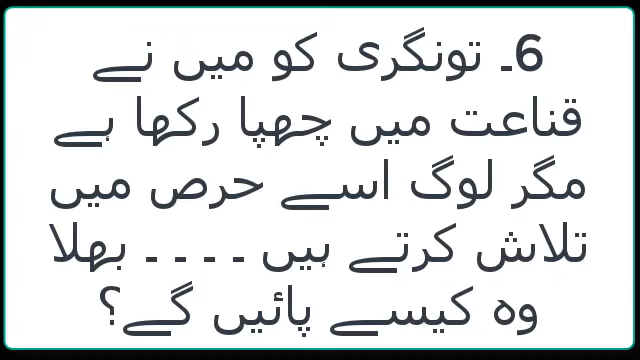 6۔ تونگری کو میں نے
قناعت میں چھپا رکھا ہے
مگر لوگ اسے حرص میں
تلاش کرتے ہیں ۔ ۔ ۔ ۔ بھلا
وہ کیسے پائیں گے؟